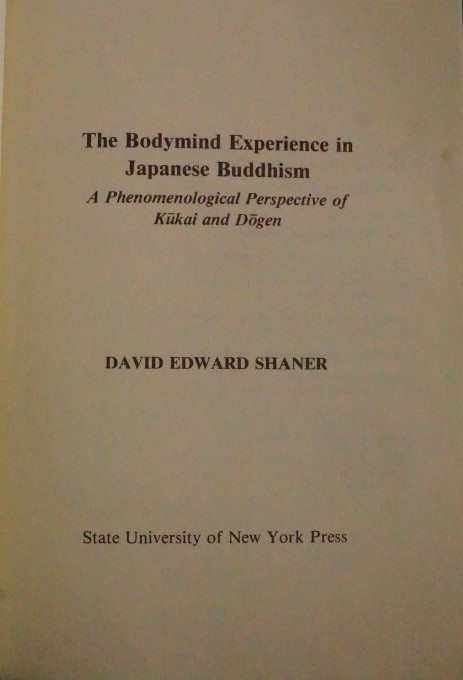 The Bodymind Experience in
Japanese Buddhism
A Phenomenological Perspective of
Kūkai and Dōgen
DAVID EDWARD SHANER
State University of New York Press